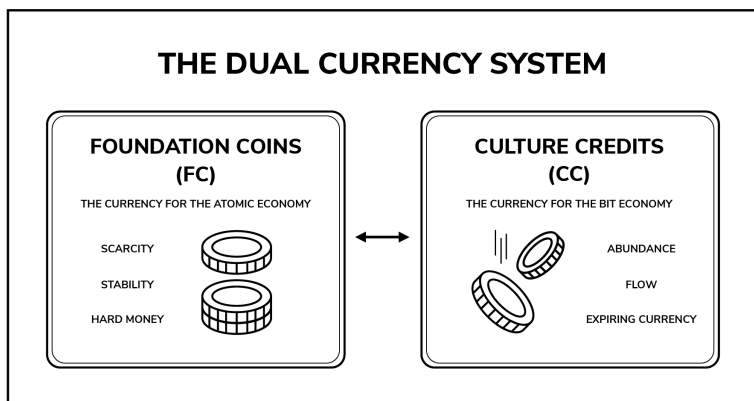 THE DUAL CURRENCY SYSTEM
FOUNDATION COINS
(FC)
THE CURRENCY FOR THE ATOMIC ECONOMY
SCARCITY
STABILITY
HARD MONEY
CULTURE CREDITS
(CC)
THE CURRENCY FOR THE BIT ECONOMY
ABUNDANCE
FLOW
EXPIRING CURRENCY